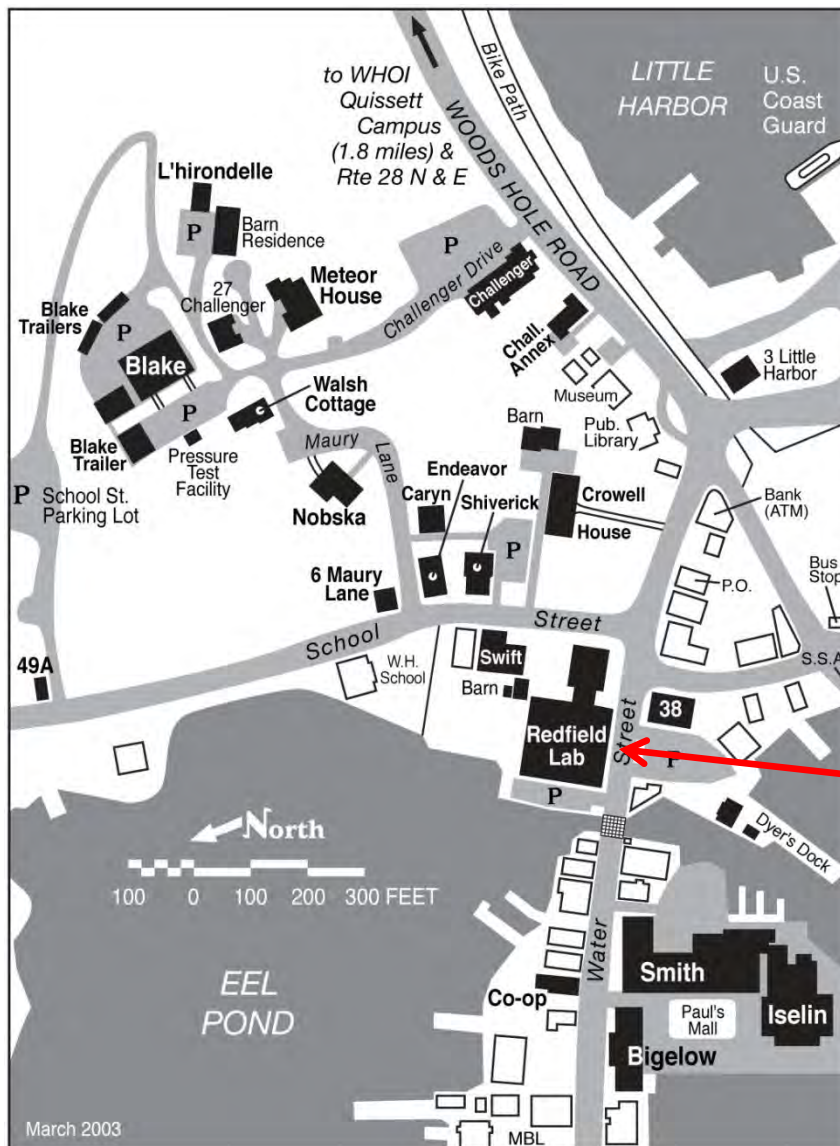 to WHOI
Quissett
Campus
(1.8 miles) &
Rte 28 N & E
WOODS HOLE ROAD
Bike Path
LITTLE
HARBOR
U.S.
Coast
Guard
L'hirondelle
P
Barn
Residence
27
Challenger
Meteor
House
P
Challenger Drive
Challenger
Chall.
Annex
Blake
Trailers
P
Blake
Walsh
Cottage
3 Little
Harbor
Museum
Pub.
Library
Barn
P
Blake
Trailer
Pressure
Test
Facility
Maury
Lane
P
School St.
Parking Lot
Nobska
Endeavor
Caryn
Shiverick
P
Crowell
House
Bank
(ATM)
Bus
Stop
P.O.
6 Maury
Lane
School
Street
S.S.A
49A
W.H.
School
Swift
Barn
Redfield
Lab
38
Street
P
P
Dyer's Dock
North
100 0 100 200 300 FEET
Water
EEL
POND
Co-op
Smith
Paul's
Mall
Iselin
Bigelow
MBL
March 2003